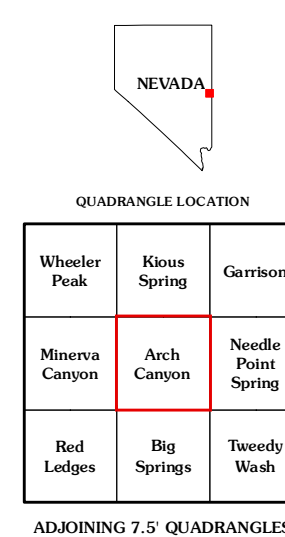 NEVADA
QUADRANGLE LOCATION
Wheeler
Peak
Kious
Spring
Garrison
Minerva
Canyon
Arch
Canyon
Needle
Point
Spring
Red
Ledges
Big
Springs
Tweedy
Wash
ADJOINING 7.5' QUADRANGLES